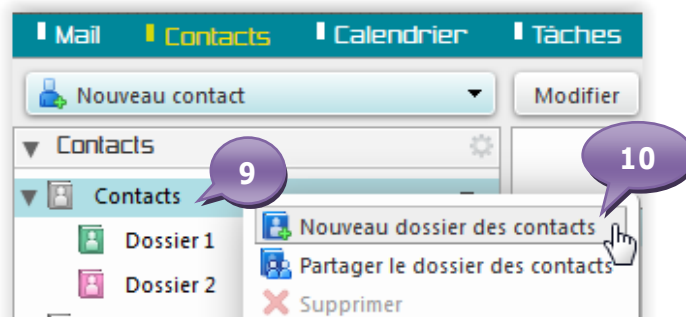 Mail Contacts Calendrier Tâches
Nouveau contact Modifier
Contacts
9
10
Contacts
Nouveau dossier des contacts
Dossier 1
Partager le dossier des contacts
Dossier 2
Supprimer